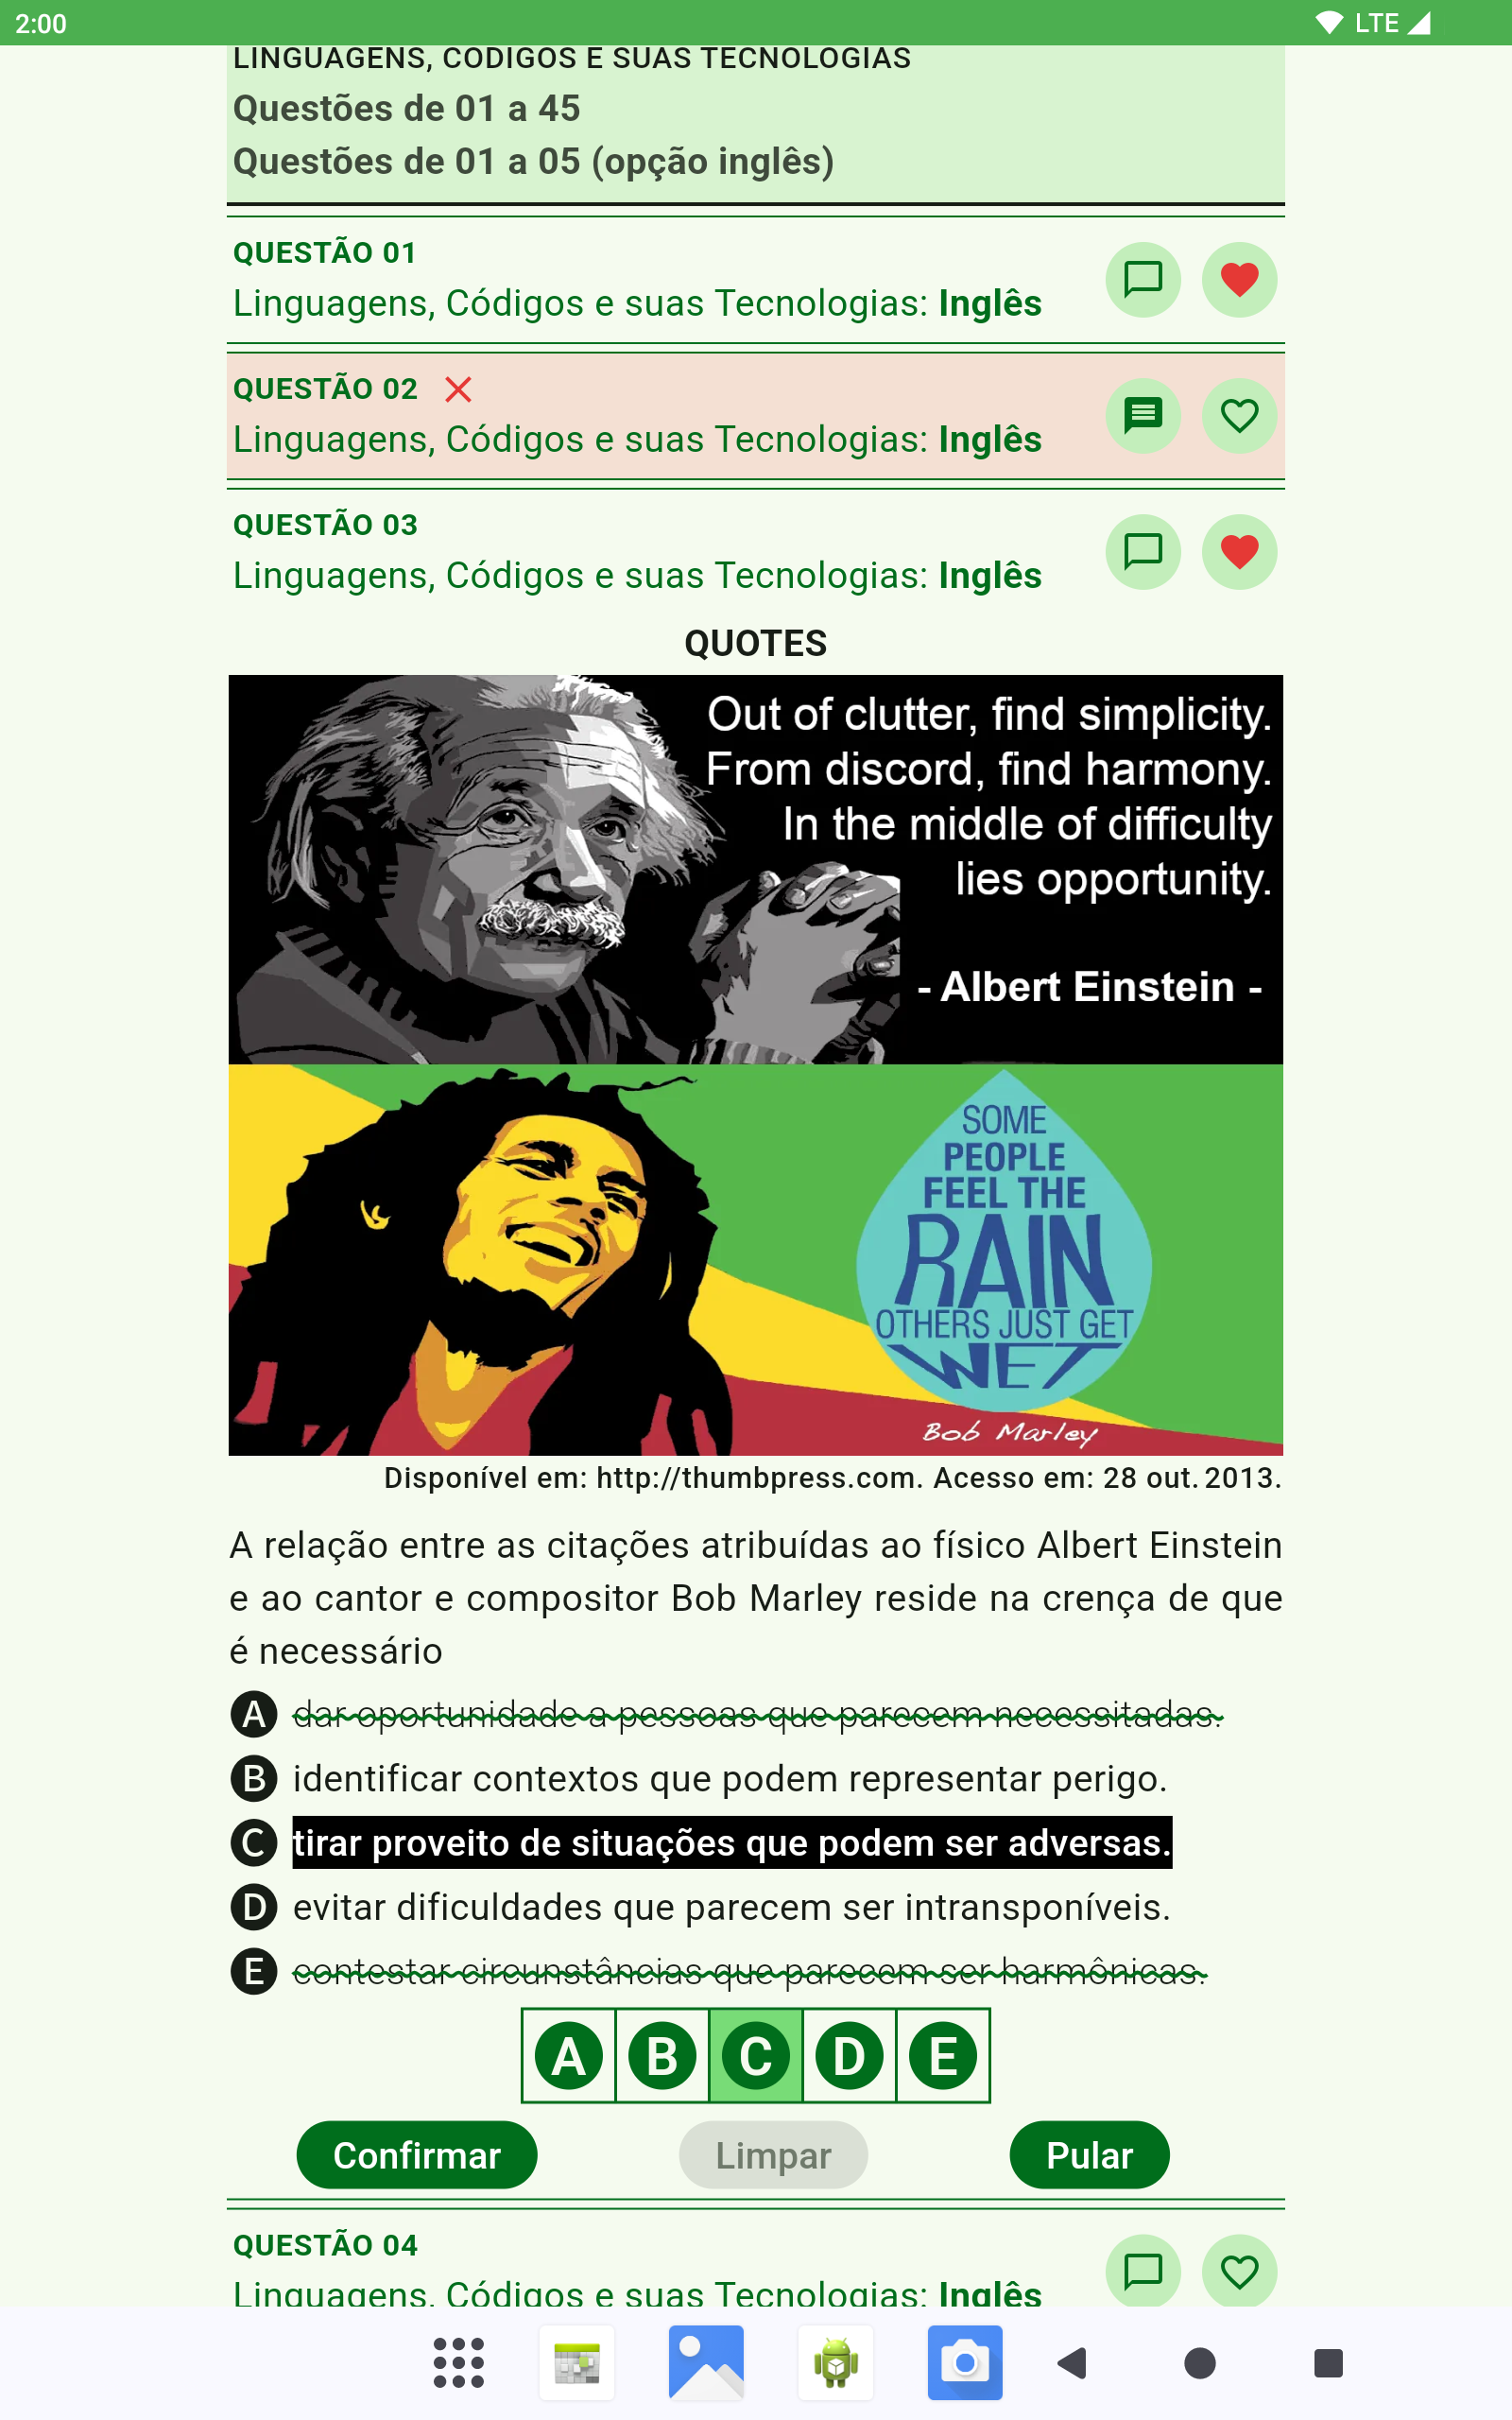 2:00
LTE
LINGUAGENS, CODIGOS E SUAS TECNOLOGIAS
Questões de 01 a 45
Questões de 01 a 05 (opção inglês)
QUESTÃO 01
Linguagens, Códigos e suas Tecnologias: Inglês
QUESTÃO 02
Linguagens, Códigos e suas Tecnologias: Inglês
QUESTÃO 03
Linguagens, Códigos e suas Tecnologias: Inglês
QUOTES
Out of clutter, find simplicity.
From discord, find harmony.
In the middle of difficulty
lies opportunity.
- Albert Einstein -
SOME
PEOPLE
FEEL THE
RAIN
OTHERS JUST GET
WET
Bob Marley
Disponível em: http://thumbpress.com. Acesso em: 28 out. 2013.
A relação entre as citações atribuídas ao físico Albert Einstein
e ao cantor e compositor Bob Marley reside na crença de que
é necessário
A dar oportunidade a pessoas que parecem necessitadas.
B identificar contextos que podem representar perigo.
C tirar proveito de situações que podem ser adversas.
D evitar dificuldades que parecem ser intransponíveis.
E contestar circunstâncias que parecem ser harmônicas.
A B C D E
Confirmar Limpar Pular
QUESTÃO 04
Linguagens, Códigos e suas Tecnologias: Inglês